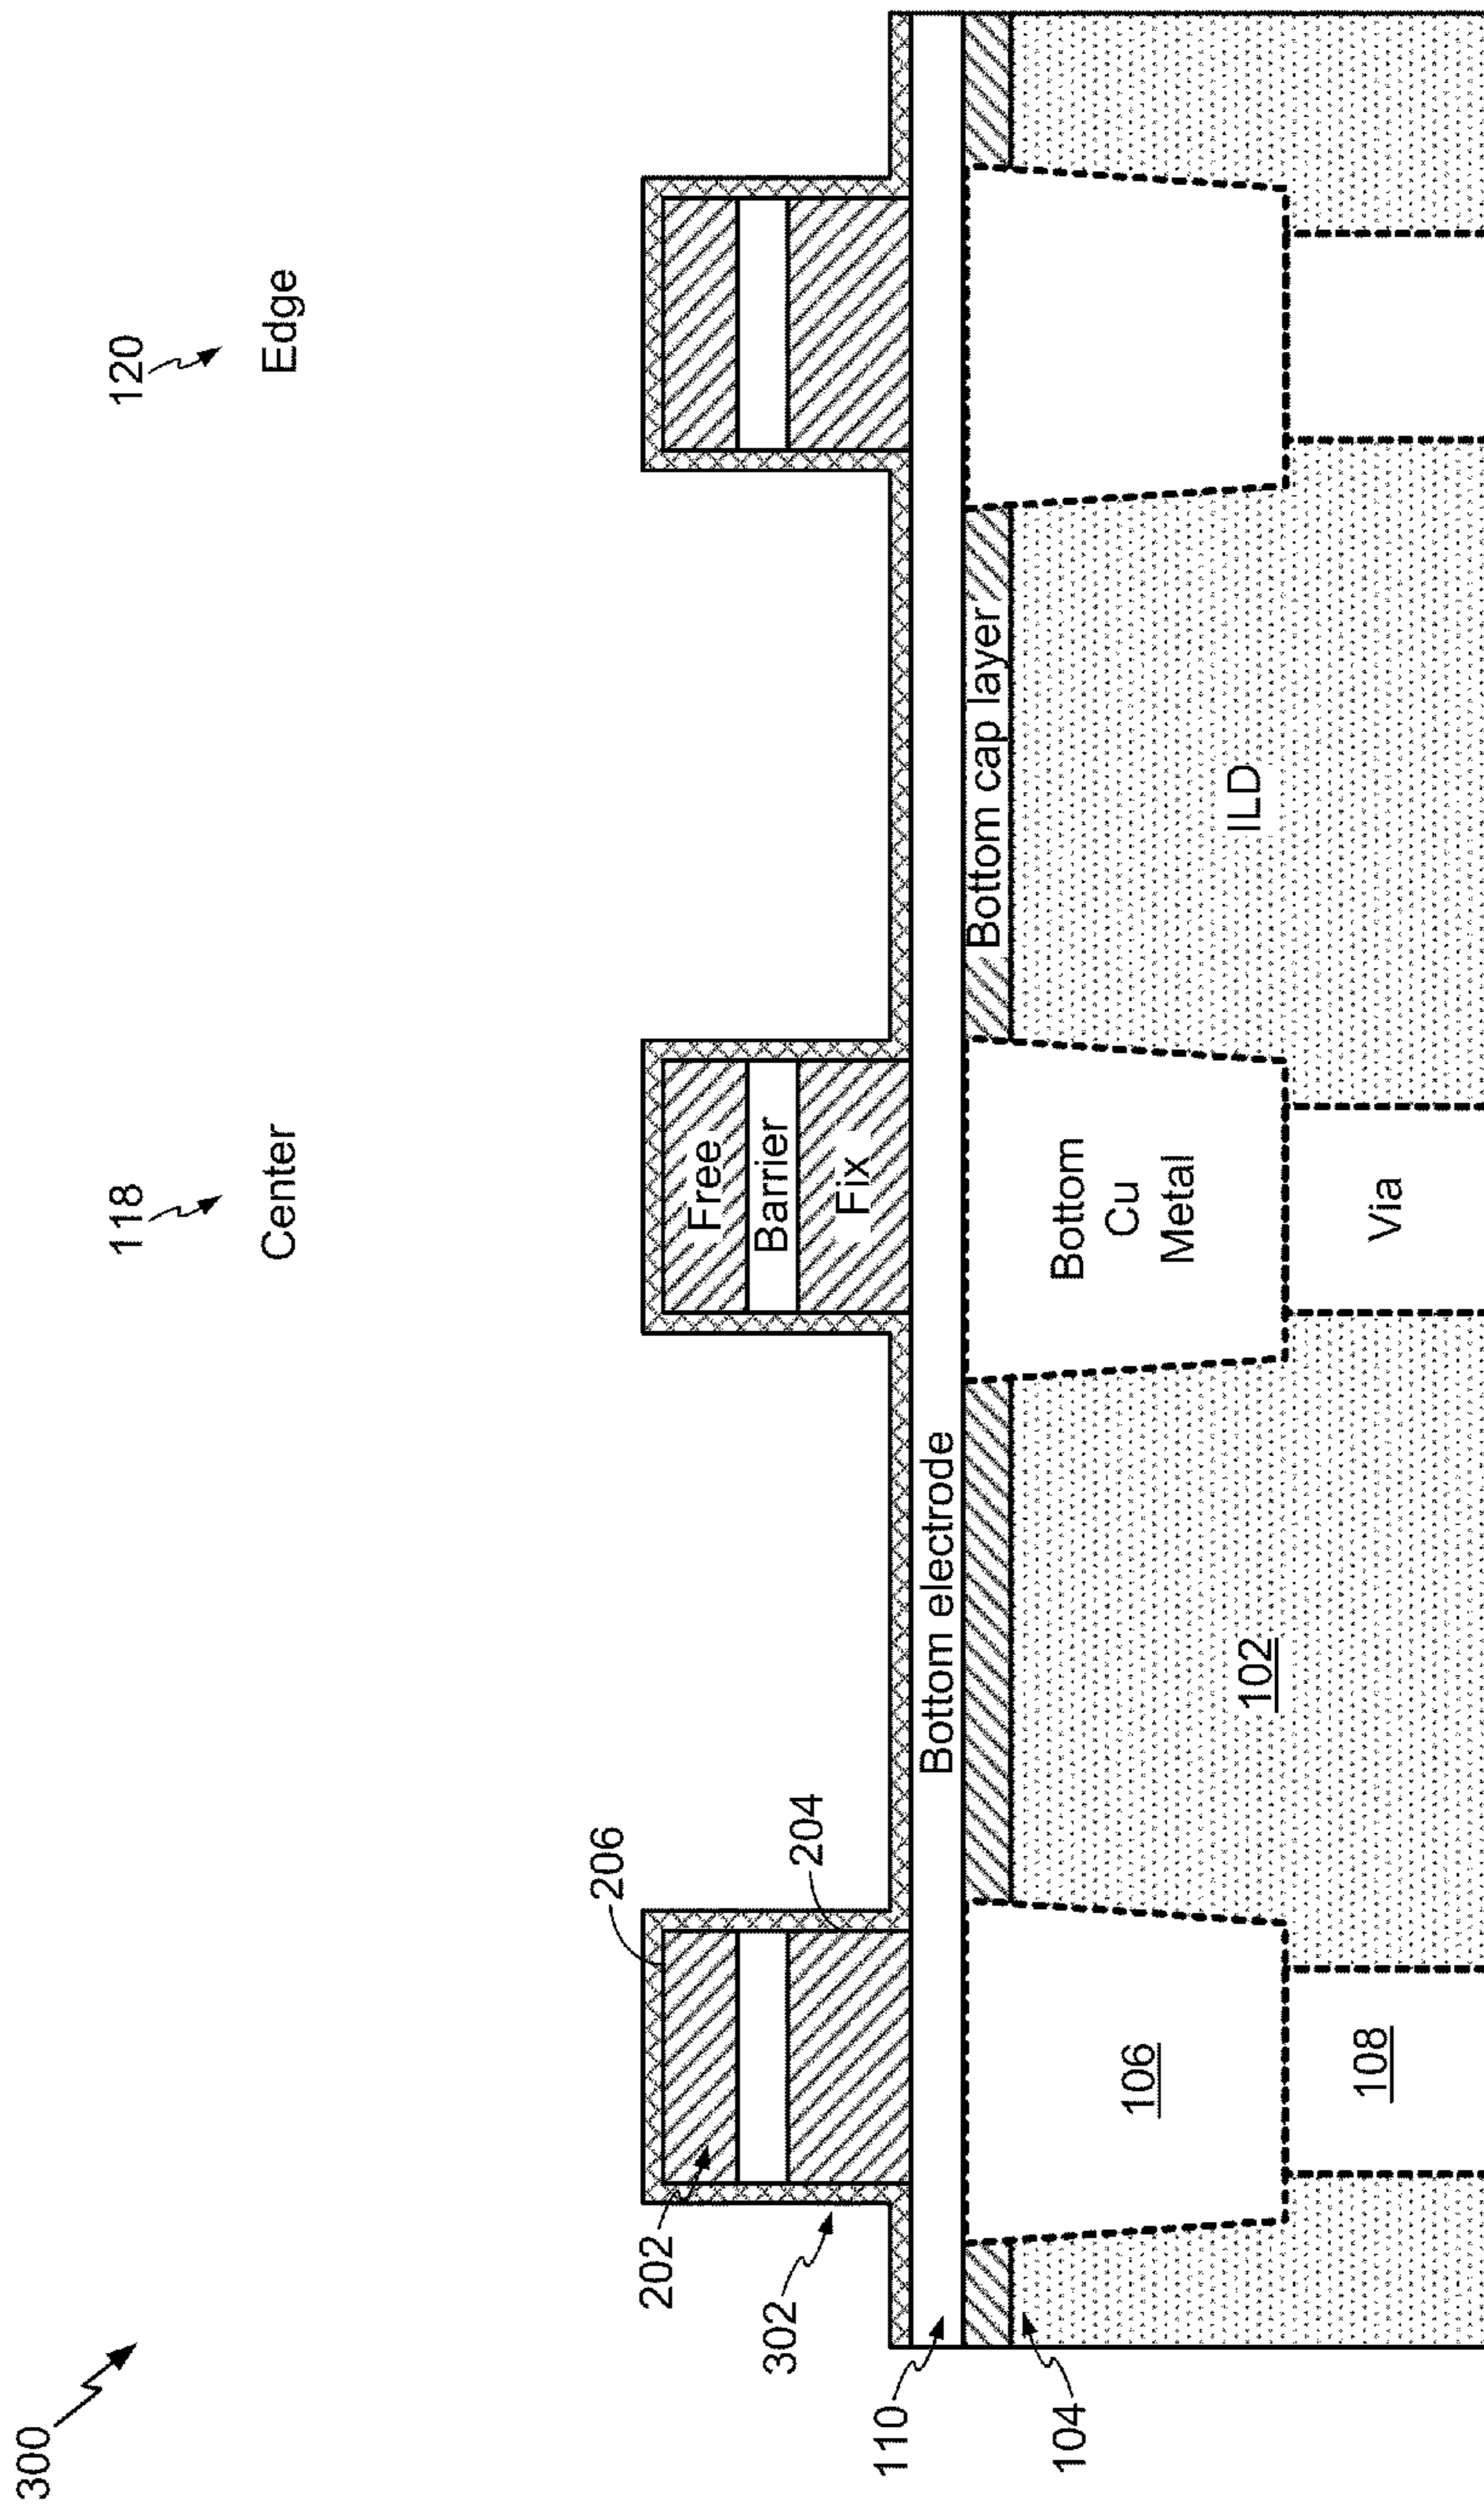 300
118
120
Center
Edge
206
202
Free
Barrier
Fix
204
302
Bottom electrode
110
Bottom cap layer
104
Bottom
Cu
Metal
106
102
ILD
108
Via